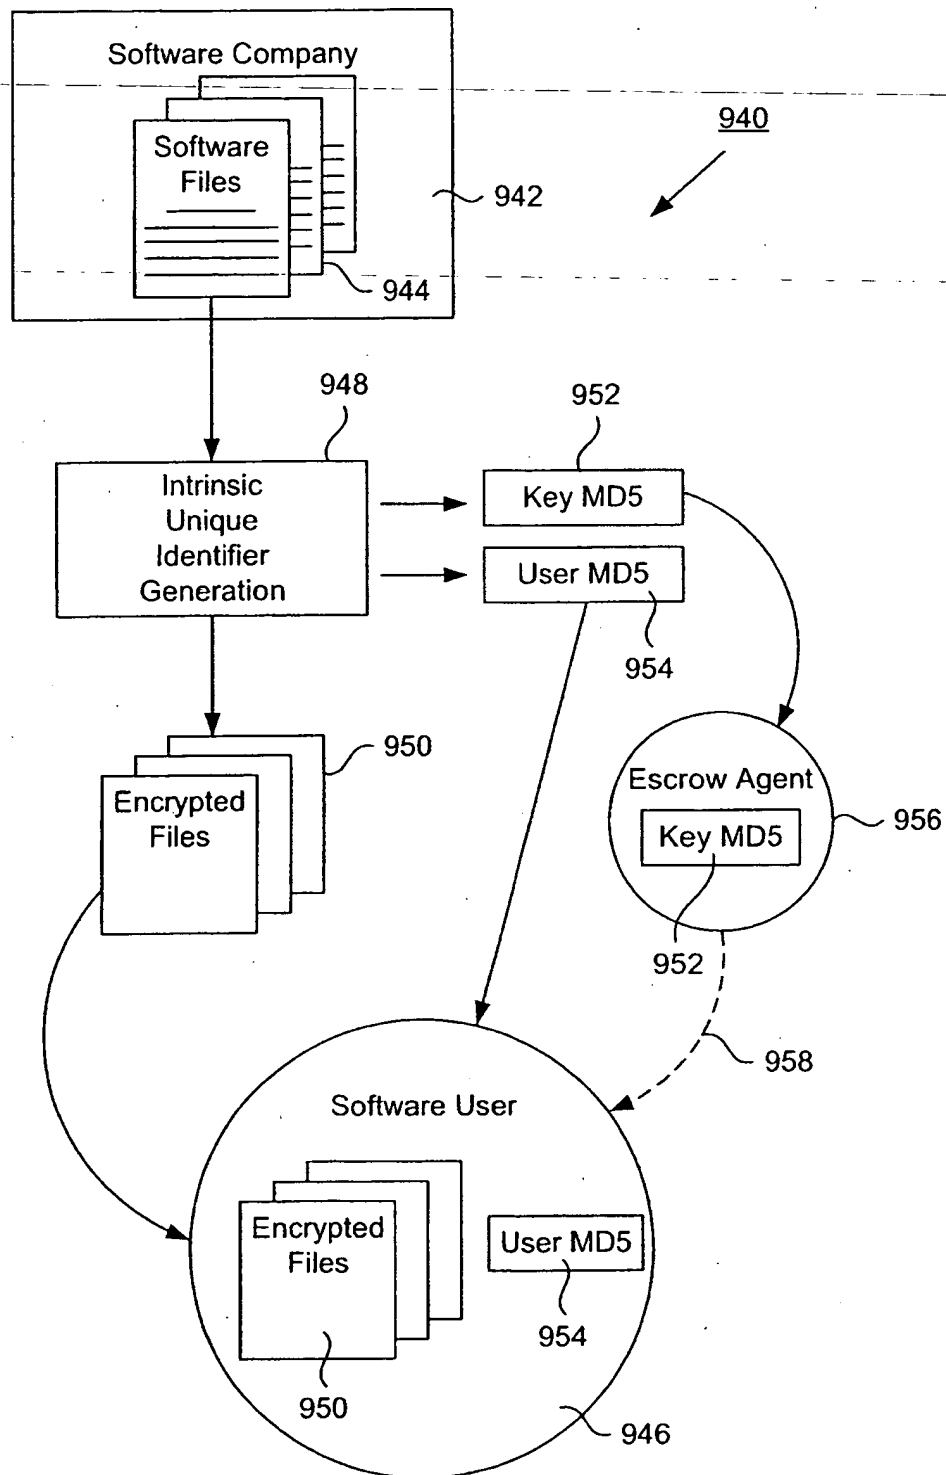 Software Company
Software
Files
940
942
944
948
952
Intrinsic
Unique
Identifier
Generation
Key MD5
User MD5
954
950
Encrypted
Files
Escrow Agent
Key MD5
956
952
958
Software User
Encrypted
Files
User MD5
954
950
946